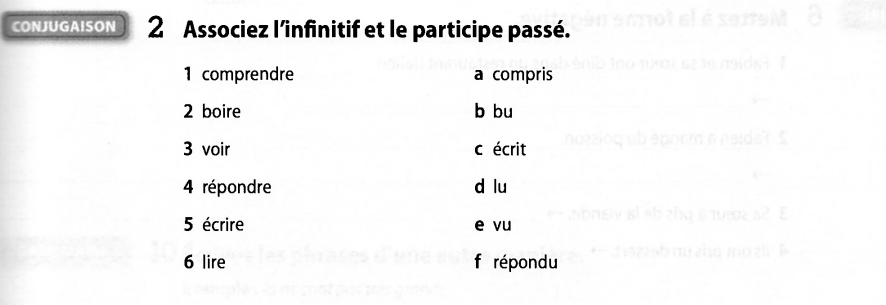 CONJUGAISON 2 Associez l'infinitif et le participe passé.
1 comprendre a compris
2 boire b bu
3 voir c écrit
4 répondre d lu
5 écrire e vu
6 lire f répondu